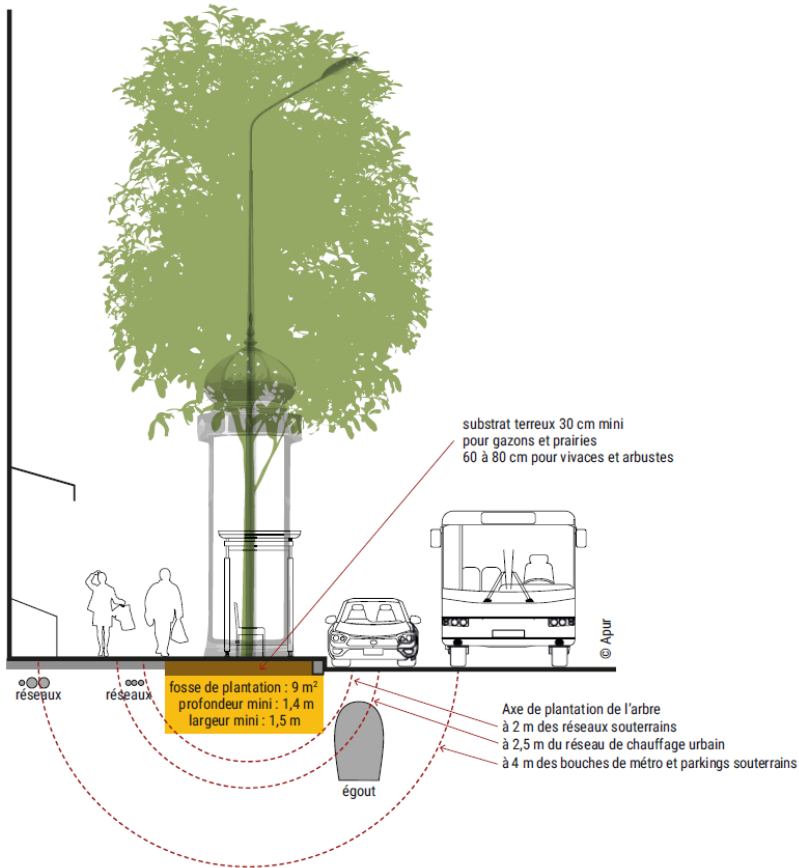 substrat terreux 30 cm mini
pour gazons et prairies
60 à 80 cm pour vivaces et arbustes
© Apur
réseaux
réseaux
fosse de plantation : 9 m²
profondeur mini : 1,4 m
largeur mini : 1,5 m
égout
Axe de plantation de l'arbre
à 2 m des réseaux souterrains
à 2,5 m du réseau de chauffage urbain
à 4 m des bouches de métro et parkings souterrains